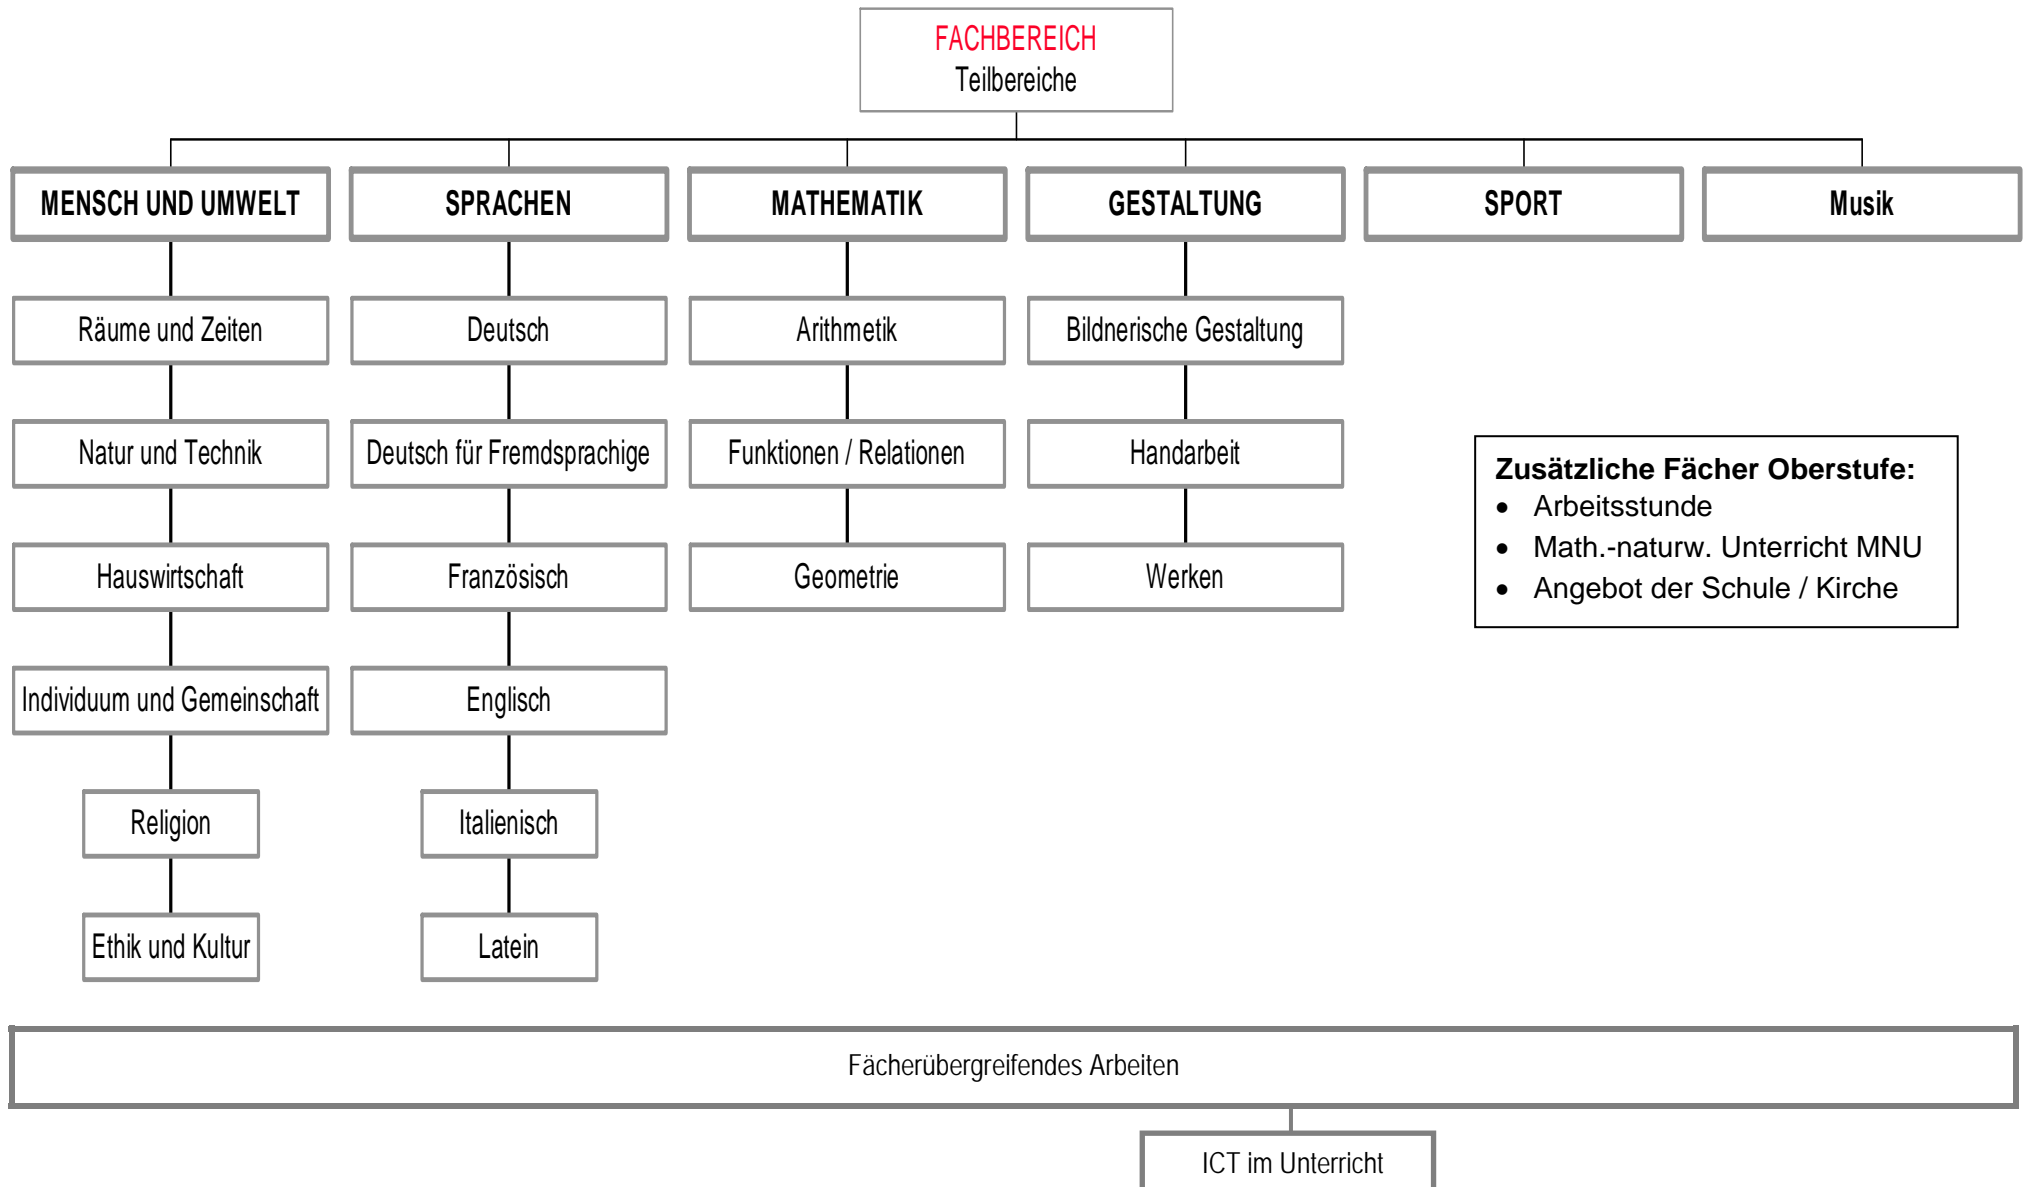 FACHBEREICH
Teilbereiche
MENSCH UND UMWELT
SPRACHEN
MATHEMATIK
GESTALTUNG
SPORT
Musik
Räume und Zeiten
Deutsch
Arithmetik
Bildnerische Gestaltung
Natur und Technik
Deutsch für Fremdsprachige
Funktionen / Relationen
Handarbeit
Hauswirtschaft
Französisch
Geometrie
Werken
Zusätzliche Fächer Oberstufe:
• Arbeitsstunde
• Math.-naturw. Unterricht MNU
• Angebot der Schule / Kirche
Individuum und Gemeinschaft
Englisch
Religion
Italienisch
Ethik und Kultur
Latein
Fächerübergreifendes Arbeiten
ICT im Unterricht